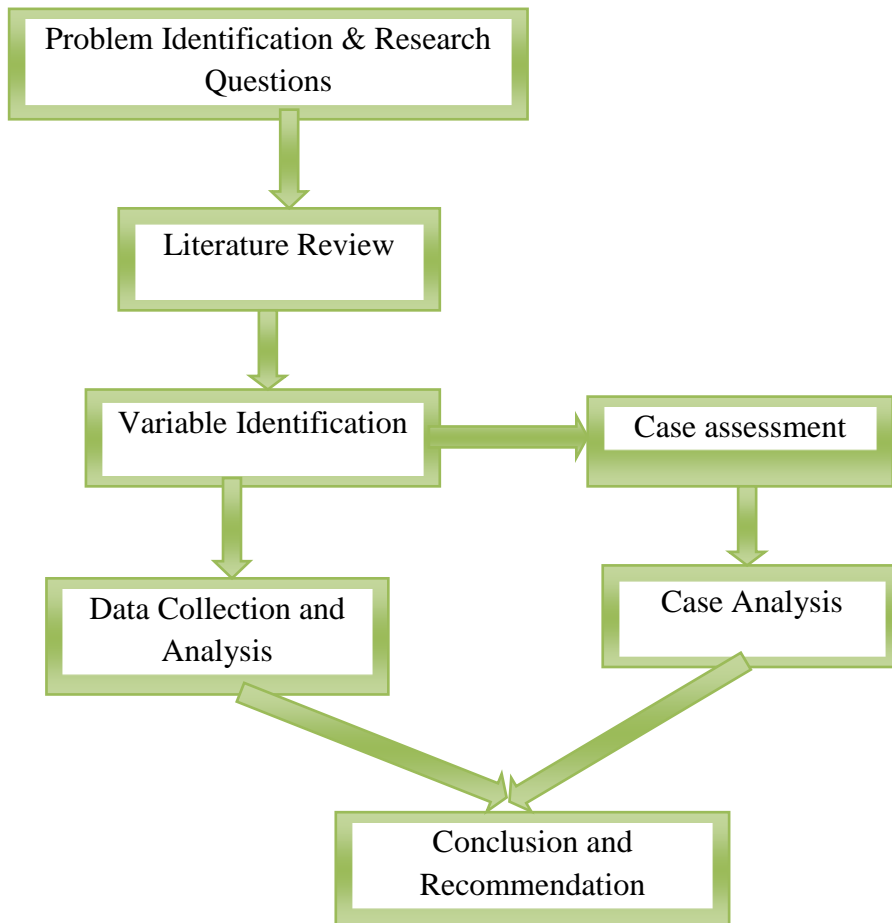 Problem Identification & Research
Questions
Literature Review
Variable Identification
Case assessment
Data Collection and
Analysis
Case Analysis
Conclusion and
Recommendation